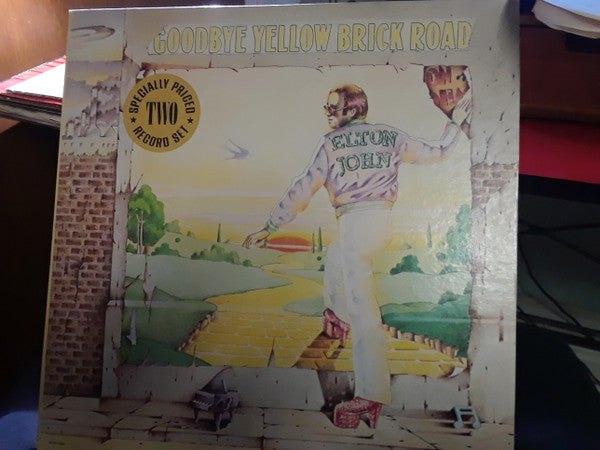 GOODBYE YELLOW BRICK ROAD
SPECIALLY PRICED
TWO
RECORD SET
ELTON
JOHN